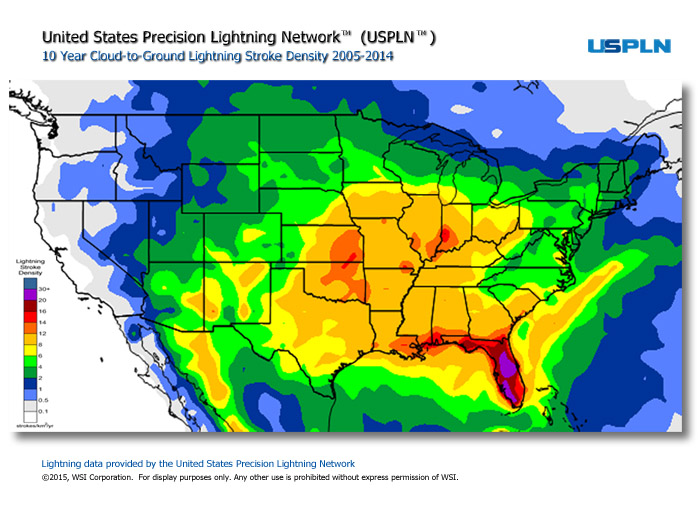 United States Precision Lightning Network™ (USPLN™)
10 Year Cloud-to-Ground Lightning Stroke Density 2005-2014
USPLN
Lightning
Stroke
Density
30+
20
16
14
12
8
6
4
2
1
0.5
0.1
strokes/km²/yr
Lightning data provided by the United States Precision Lightning Network
©2015, WSI Corporation. For display purposes only. Any other use is prohibited without express permission of WSI.